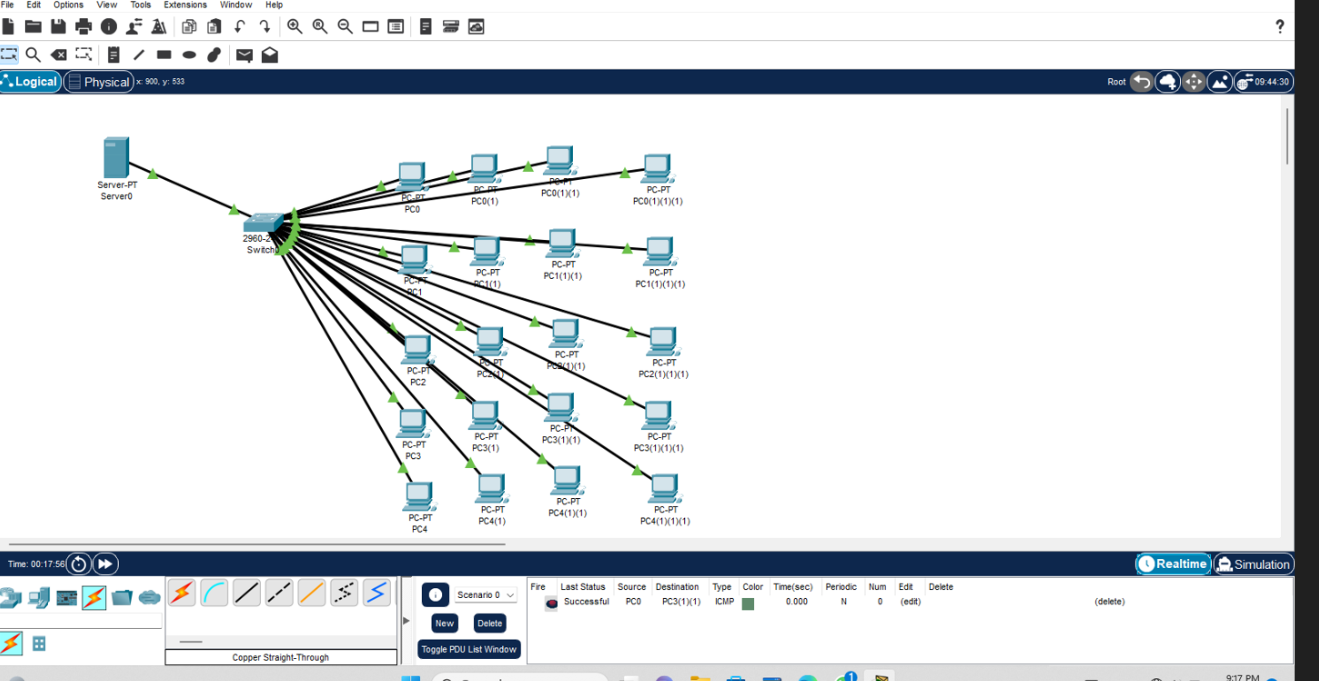 File Edit Options View Tools Extensions Window Help
?
Logical Physical x: 900, y: 533
Root 09:44:30
Server-PT
Server0
2960-2
Switch
PC-PT
PC0
PC-PT
PC0(1)
PC-PT
PC0(1)(1)
PC-PT
PC0(1)(1)(1)
PC-PT
PC1
PC-PT
PC1(1)
PC-PT
PC1(1)(1)
PC-PT
PC1(1)(1)(1)
PC-PT
PC2
PC-PT
PC2(1)
PC-PT
PC2(1)(1)
PC-PT
PC2(1)(1)(1)
PC-PT
PC3
PC-PT
PC3(1)
PC-PT
PC3(1)(1)
PC-PT
PC3(1)(1)(1)
PC-PT
PC4
PC-PT
PC4(1)
PC-PT
PC4(1)(1)
PC-PT
PC4(1)(1)(1)
Time: 00:17:56
Realtime Simulation
Scenario 0
New Delete
Toggle PDU List Window
Fire Last Status Source Destination Type Color Time(sec) Periodic Num Edit Delete
Successful PC0 PC3(1)(1) ICMP 0.000 N 0 (edit) (delete)
Copper Straight-Through
1
9:17 PM